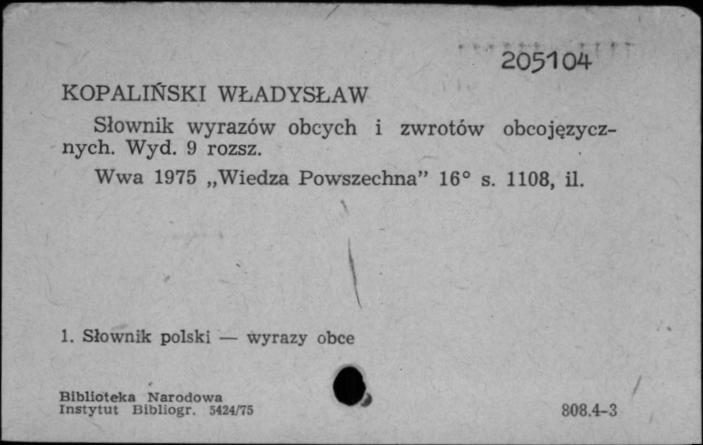 205104
KOPALIŃSKI WŁADYSŁAW
Słownik wyrazów obcych i zwrotów obcojęzycz-
nych. Wyd. 9 rozsz.
Wwa 1975 „Wiedza Powszechna” 16° s. 1108, il.
1. Słownik polski — wyrazy obce
Biblioteka Narodowa
Instytut Bibliogr. 5424/75
808.4-3